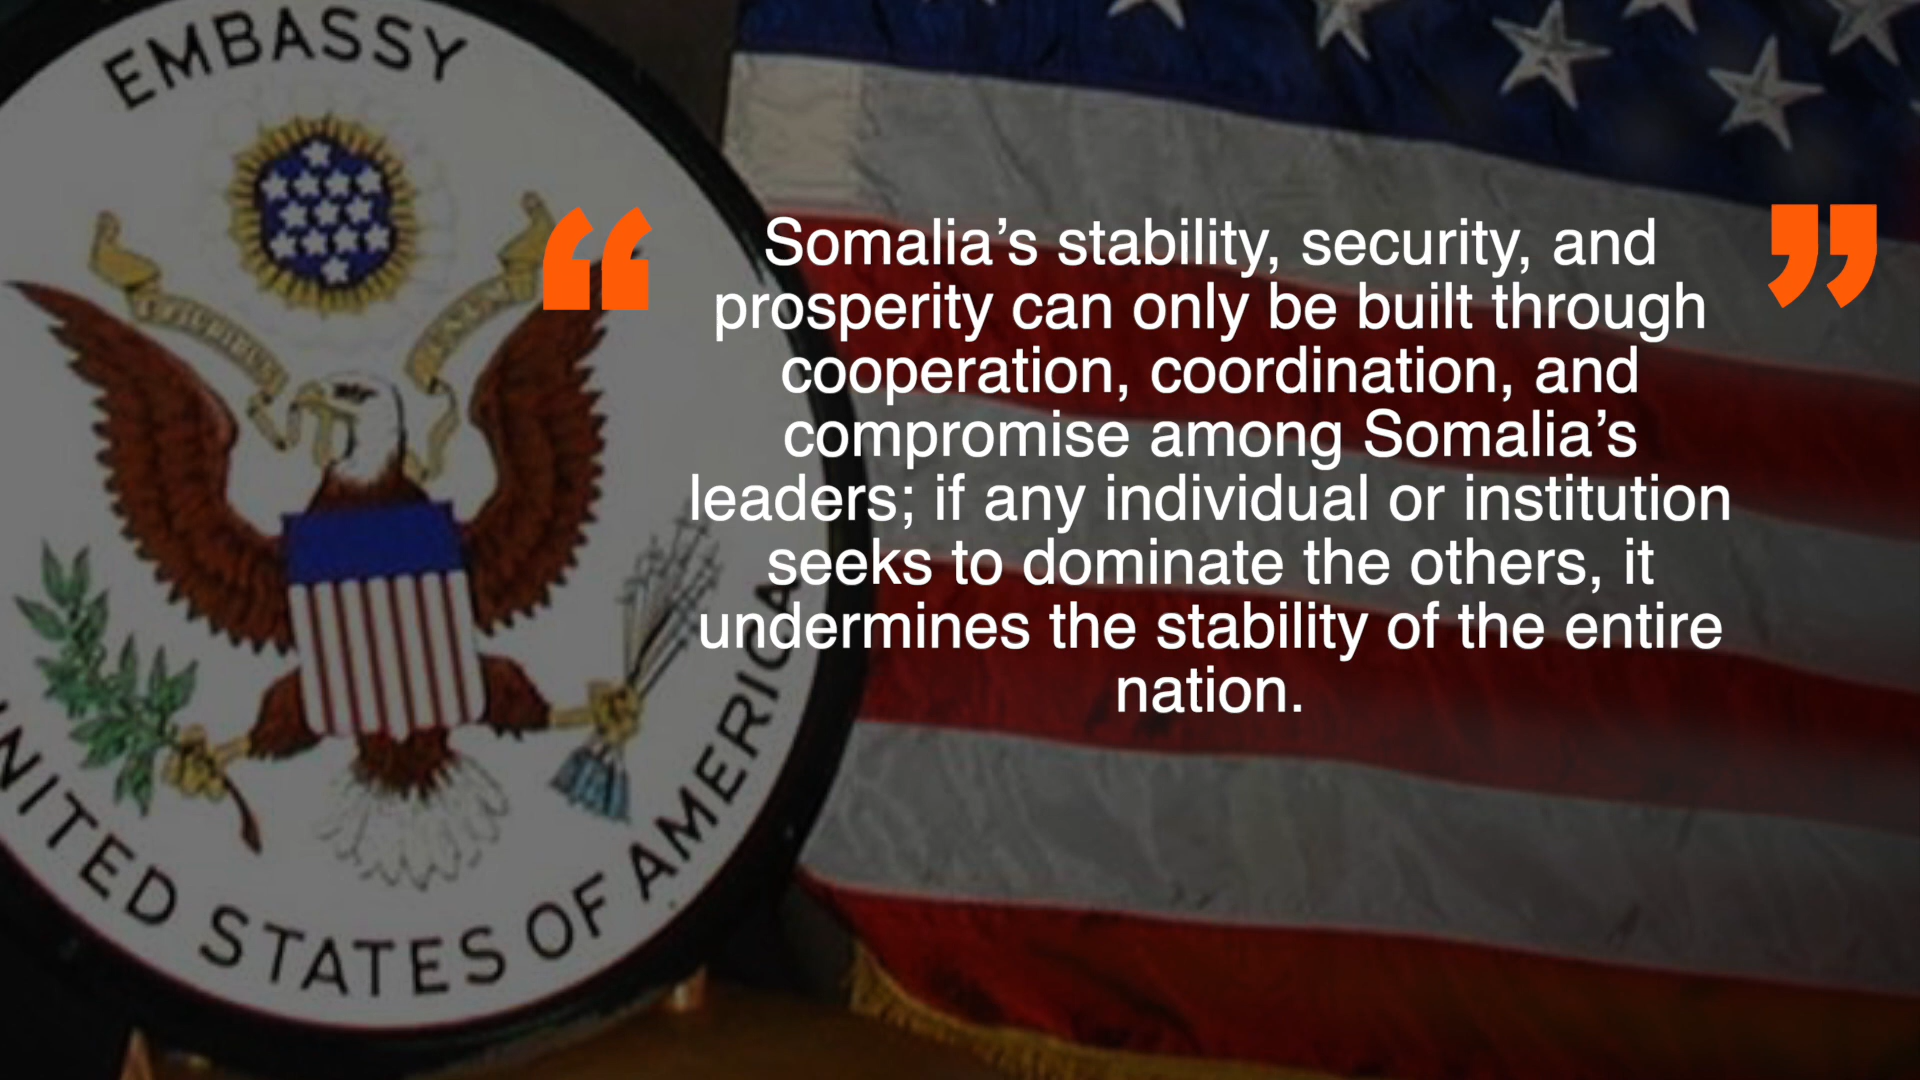 EMBASSY
UNITED STATES OF AMERICA
“
Somalia’s stability, security, and
prosperity can only be built through
cooperation, coordination, and
compromise among Somalia’s
leaders; if any individual or institution
seeks to dominate the others, it
undermines the stability of the entire
nation.
”